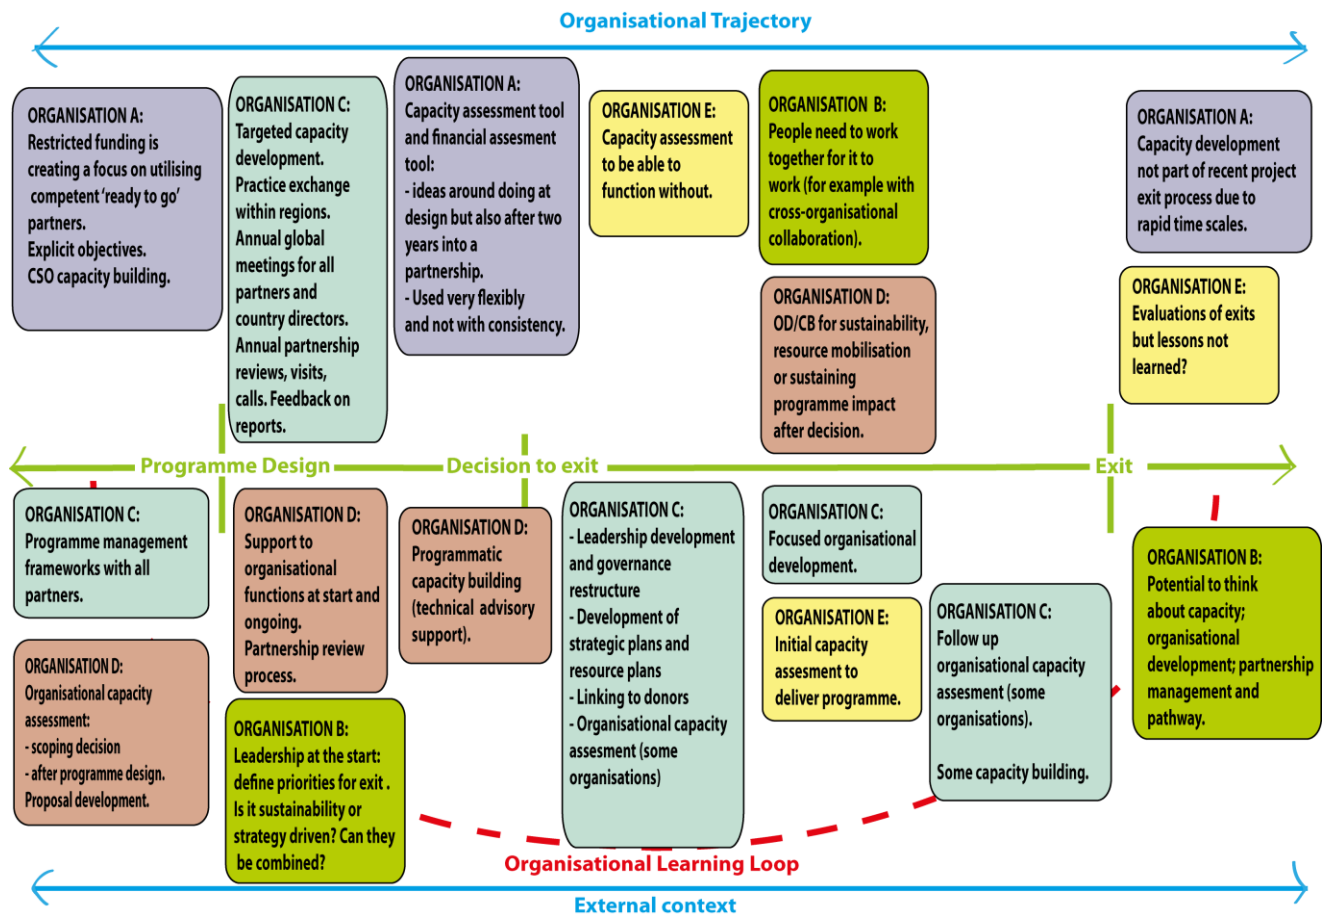 Organisational Trajectory
ORGANISATION A:
Restricted funding is
creating a focus on utilising
competent ‘ready to go’
partners.
Explicit objectives.
CSO capacity building.
ORGANISATION C:
Targeted capacity
development.
Practice exchange
within regions.
Annual global
meetings for all
partners and
country directors.
Annual partnership
reviews, visits,
calls. Feedback on
reports.
ORGANISATION A:
Capacity assessment tool
and financial assesment
tool:
- ideas around doing at
design but also after two
years into a
partnership.
- Used very flexibly
and not with consistency.
ORGANISATION E:
Capacity assessment
to be able to
function without.
ORGANISATION B:
People need to work
together for it to
work (for example with
cross-organisational
collaboration).
ORGANISATION D:
OD/CB for sustainability,
resource mobilisation
or sustaining
programme impact
after decision.
ORGANISATION A:
Capacity development
not part of recent project
exit process due to
rapid time scales.
ORGANISATION E:
Evaluations of exits
but lessons not
learned?
Programme Design
Decision to exit
Exit
ORGANISATION C:
Programme management
frameworks with all
partners.
ORGANISATION D:
Organisational capacity
assessment:
- scoping decision
- after programme design.
Proposal development.
ORGANISATION D:
Support to
organisational
functions at start and
ongoing.
Partnership review
process.
ORGANISATION B:
Leadership at the start:
define priorities for exit .
Is it sustainability or
strategy driven? Can they
be combined?
ORGANISATION D:
Programmatic
capacity building
(technical advisory
support).
ORGANISATION C:
- Leadership development
and governance
restructure
- Development of
strategic plans and
resource plans
- Linking to donors
- Organisational capacity
assesment (some
organisations)
ORGANISATION C:
Focused organisational
development.
ORGANISATION E:
Initial capacity
assesment to
deliver programme.
ORGANISATION C:
Follow up
organisational capacity
assesment (some
organisations).
Some capacity building.
ORGANISATION B:
Potential to think
about capacity;
organisational
development; partnership
management and
pathway.
Organisational Learning Loop
External context